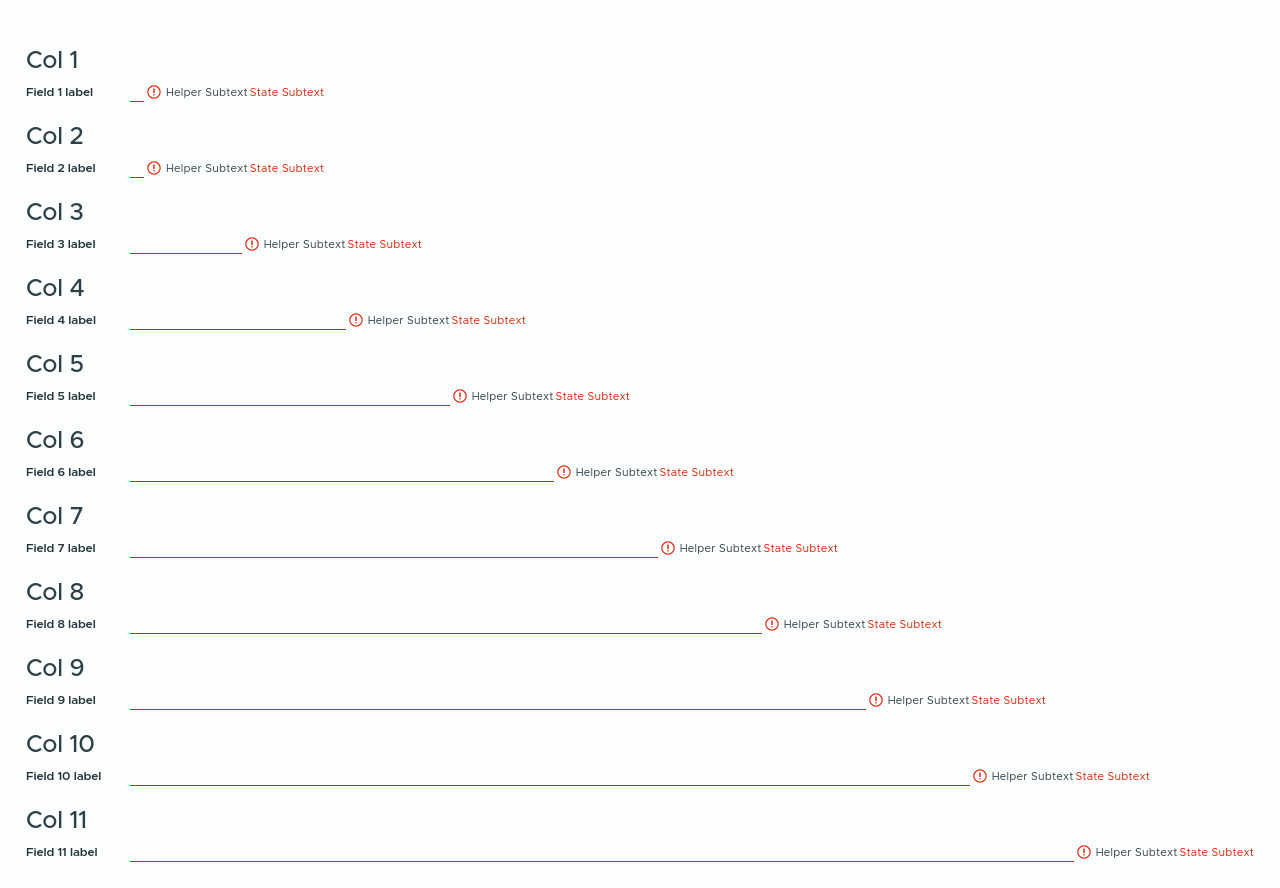 Col 1
Field 1 label Helper Subtext State Subtext
Col 2
Field 2 label Helper Subtext State Subtext
Col 3
Field 3 label Helper Subtext State Subtext
Col 4
Field 4 label Helper Subtext State Subtext
Col 5
Field 5 label Helper Subtext State Subtext
Col 6
Field 6 label Helper Subtext State Subtext
Col 7
Field 7 label Helper Subtext State Subtext
Col 8
Field 8 label Helper Subtext State Subtext
Col 9
Field 9 label Helper Subtext State Subtext
Col 10
Field 10 label Helper Subtext State Subtext
Col 11
Field 11 label Helper Subtext State Subtext